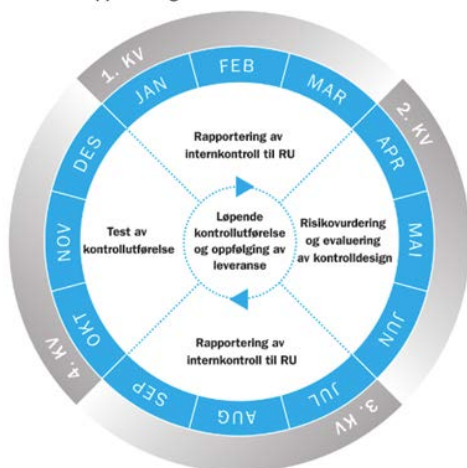 1. KV
2. KV
3. KV
4. KV
JAN
FEB
MAR
APR
MAI
JUN
JUL
AUG
SEP
OKT
NOV
DES
Rapportering av
internkontroll til RU
Test av
kontrollutførelse
Løpende
kontrollutførelse
og oppfølging av
leveranse
Risikovurdering
og evaluering
av kontrolldesign
Rapportering av
internkontroll til RU